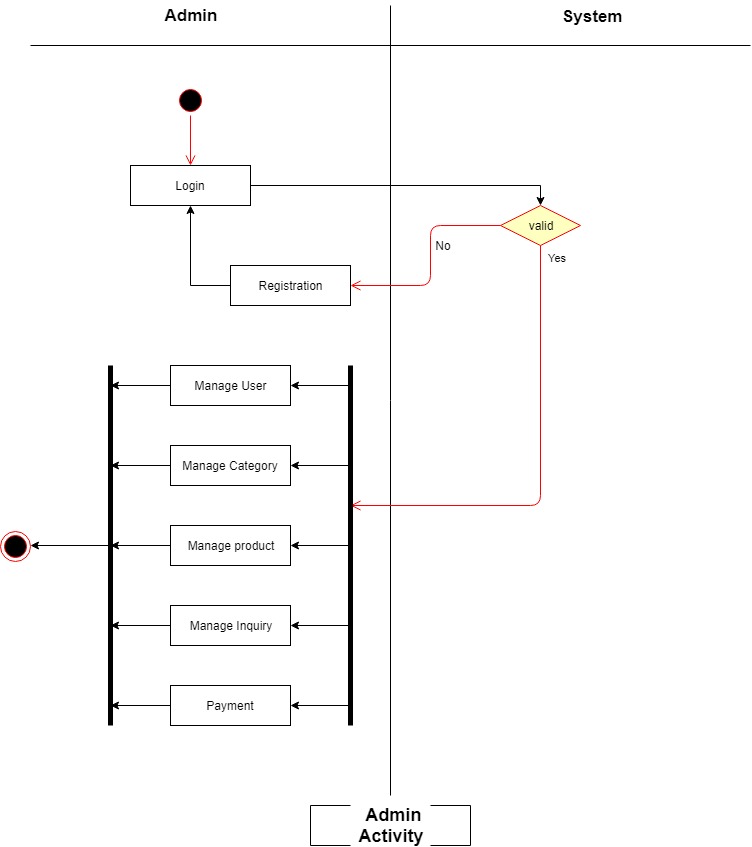 Admin
System
Login
valid
No
Yes
Registration
Manage User
Manage Category
Manage product
Manage Inquiry
Payment
Admin
Activity